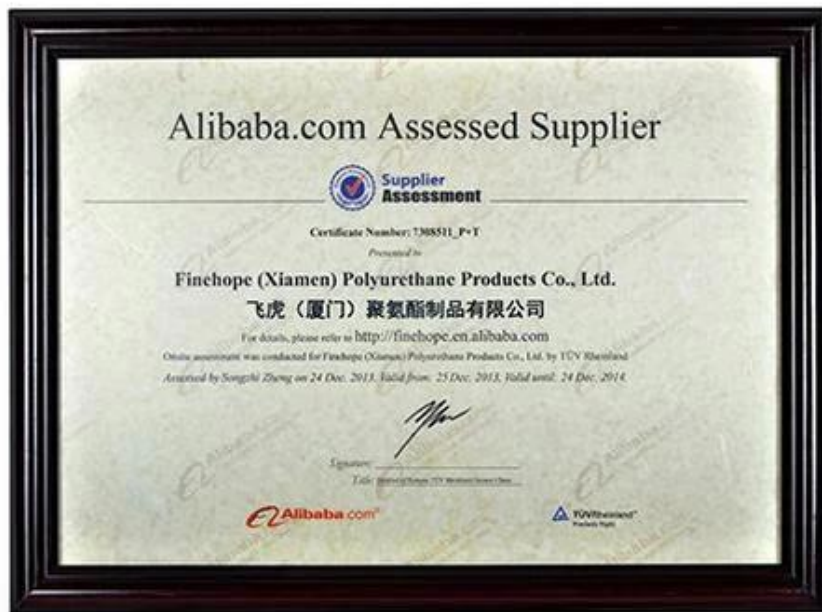 Alibaba.com Assessed Supplier
Supplier
Assessment
Certificate Number: 7308511_P+T
Presented to
Finehope (Xiamen) Polyurethane Products Co., Ltd.
飞虎（厦门）聚氨酯制品有限公司
For details, please refer to http://finehope.en.alibaba.com
Onsite assessment was conducted for Finehope (Xiamen) Polyurethane Products Co., Ltd. by TÜV Rheinland
Assessed by Songzhi Zheng on 24 Dec. 2013, Valid from: 25 Dec. 2013, Valid until: 24 Dec. 2014.
Signature:
Title:
Alibaba.com®
TÜVRheinland®
Precisely Right.